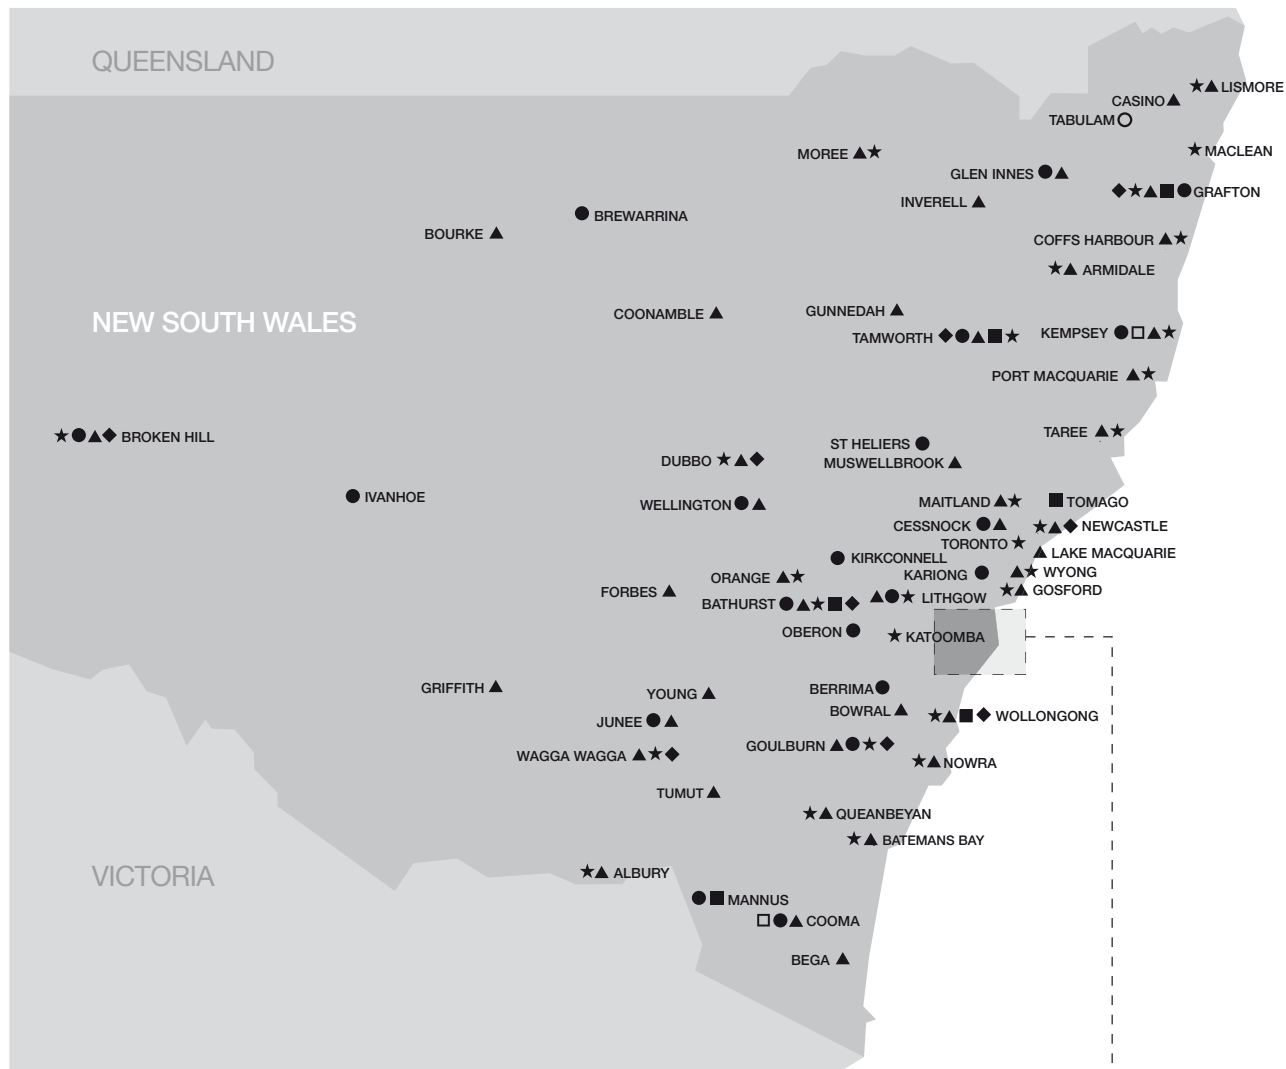 QUEENSLAND
LISMORE
CASINO
TABULAM
MOREE
MACLEAN
GLEN INNES
GRAFTON
INVERELL
BREWARRINA
BOURKE
COFFS HARBOUR
ARMIDALE
NEW SOUTH WALES
COONAMBLE
GUNNEDAH
TAMWORTH
KEMPSEY
PORT MACQUARIE
BROKEN HILL
TAREE
ST HELIERS
DUBBO
MUSWELLBROOK
IVANHOE
WELLINGTON
MAITLAND
TOMAGO
CESSNOCK
NEWCASTLE
TORONTO
LAKE MACQUARIE
KIRKCONNELL
ORANGE
KARIONG
WYONG
FORBES
GOSFORD
BATHURST
LITHGOW
OBERON
KATOOMBA
GRIFFITH
YOUNG
BERRIMA
BOWRAL
WOLLONGONG
JUNEE
GOULBURN
WAGGA WAGGA
NOWRA
TUMUT
QUEANBEYAN
BATEMANS BAY
VICTORIA
ALBURY
MANNUS
COOMA
BEGA